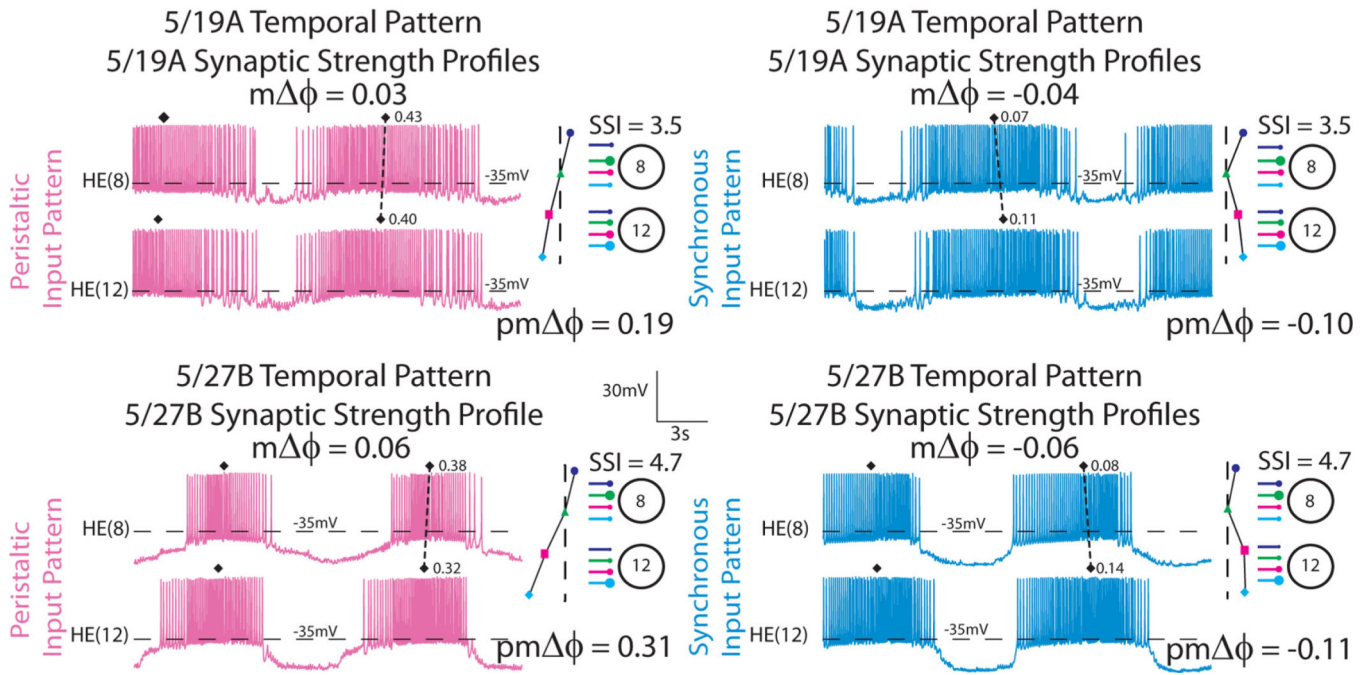 5/19A Temporal Pattern
5/19A Synaptic Strength Profiles
mΔϕ = 0.03
Peristaltic
Input Pattern
0.43
HE(8)
-35mV
0.40
HE(12)
-35mV
SSI = 3.5
8
12
pmΔϕ = 0.19
5/19A Temporal Pattern
5/19A Synaptic Strength Profiles
mΔϕ = -0.04
Synchronous
Input Pattern
0.07
HE(8)
-35mV
0.11
HE(12)
-35mV
SSI = 3.5
8
12
pmΔϕ = -0.10
5/27B Temporal Pattern
5/27B Synaptic Strength Profile
mΔϕ = 0.06
30mV
3s
Peristaltic
Input Pattern
0.38
HE(8)
-35mV
0.32
HE(12)
-35mV
SSI = 4.7
8
12
pmΔϕ = 0.31
5/27B Temporal Pattern
5/27B Synaptic Strength Profiles
mΔϕ = -0.06
Synchronous
Input Pattern
0.08
HE(8)
-35mV
0.14
HE(12)
-35mV
SSI = 4.7
8
12
pmΔϕ = -0.11